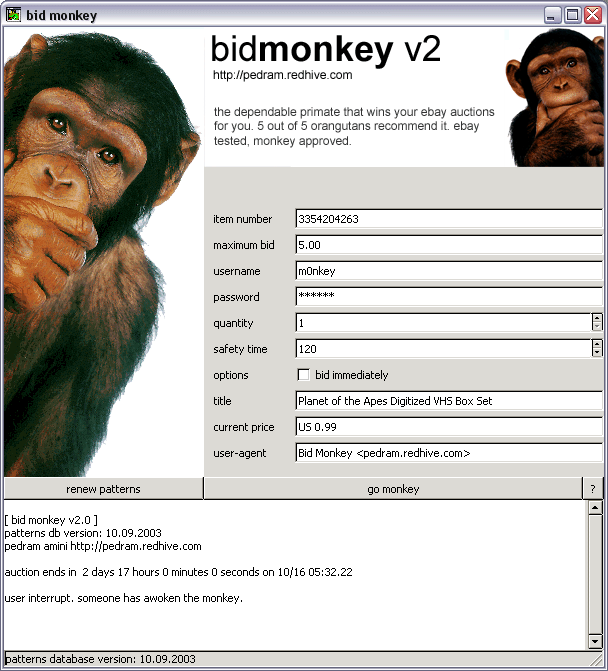 bid monkey
bidmonkey v2
http://pedram.redhive.com
the dependable primate that wins your ebay auctions
for you. 5 out of 5 orangutans recommend it. ebay
tested, monkey approved.
item number 3354204263
maximum bid 5.00
username m0nkey
password ******
quantity 1
safety time 120
options bid immediately
title Planet of the Apes Digitized VHS Box Set
current price US 0.99
user-agent Bid Monkey <pedram.redhive.com>
renew patterns go monkey ?
[ bid monkey v2.0 ]
patterns db version: 10.09.2003
pedram amini http://pedram.redhive.com
auction ends in  2 days 17 hours 0 minutes 0 seconds on 10/16 05:32.22
user interrupt. someone has awoken the monkey.
patterns database version: 10.09.2003